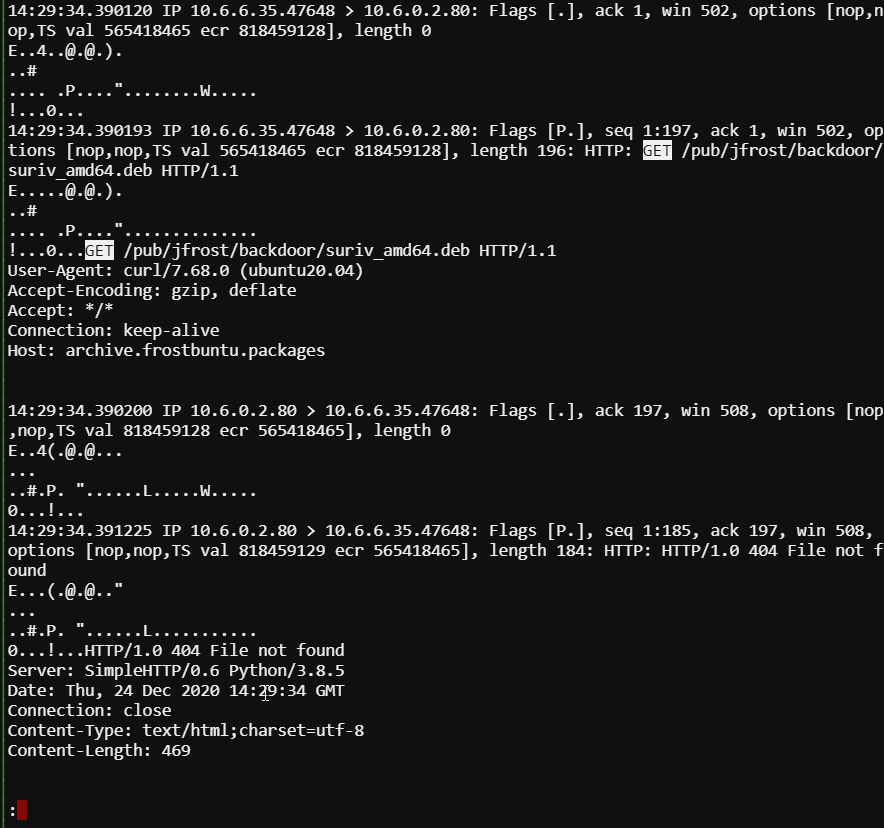 14:29:34.390120 IP 10.6.6.35.47648 > 10.6.0.2.80: Flags [.], ack 1, win 502, options [nop,n
op,TS val 565418465 ecr 818459128], length 0
E..4..@.@.).
..#
.... .P...."........W.....
!...0...
14:29:34.390193 IP 10.6.6.35.47648 > 10.6.0.2.80: Flags [P.], seq 1:197, ack 1, win 502, op
tions [nop,nop,TS val 565418465 ecr 818459128], length 196: HTTP: GET /pub/jfrost/backdoor/
suriv_amd64.deb HTTP/1.1
E.....@.@.).
..#
.... .P...."..............
!...0...GET /pub/jfrost/backdoor/suriv_amd64.deb HTTP/1.1
User-Agent: curl/7.68.0 (ubuntu20.04)
Accept-Encoding: gzip, deflate
Accept: */*
Connection: keep-alive
Host: archive.frostbuntu.packages
14:29:34.390200 IP 10.6.0.2.80 > 10.6.6.35.47648: Flags [.], ack 197, win 508, options [nop
,nop,TS val 818459128 ecr 565418465], length 0
E..4(.@.@...
...
..#.P. "......L.....W.....
0...!...
14:29:34.391225 IP 10.6.0.2.80 > 10.6.6.35.47648: Flags [P.], seq 1:185, ack 197, win 508,
options [nop,nop,TS val 818459129 ecr 565418465], length 184: HTTP: HTTP/1.0 404 File not f
ound
E...(.@.@.."
...
..#.P. "......L...........
0...!...HTTP/1.0 404 File not found
Server: SimpleHTTP/0.6 Python/3.8.5
Date: Thu, 24 Dec 2020 14:29:34 GMT
Connection: close
Content-Type: text/html;charset=utf-8
Content-Length: 469
: